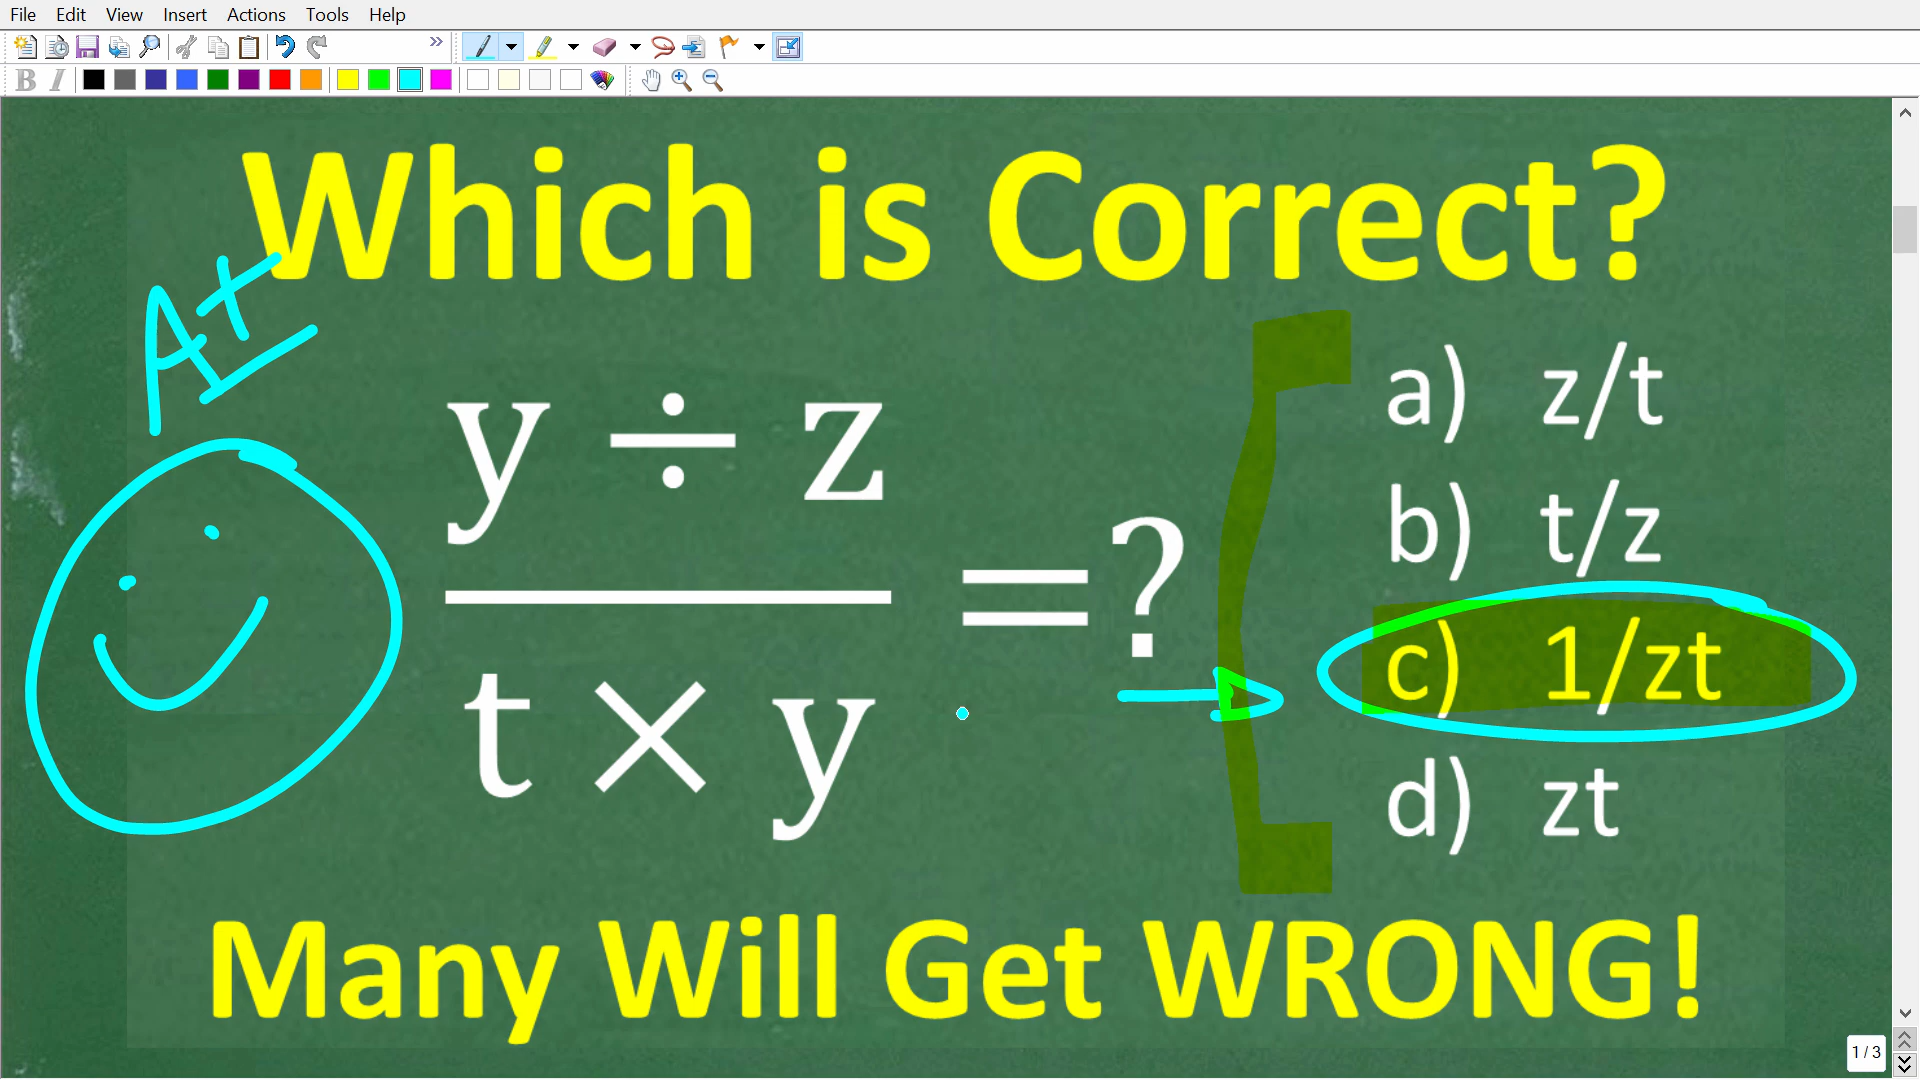 File Edit View Insert Actions Tools Help
B I
Which is Correct?
A+
y ÷ z
t × y
=?
a) z/t
b) t/z
c) 1/zt
d) zt
Many Will Get WRONG!
1 / 3